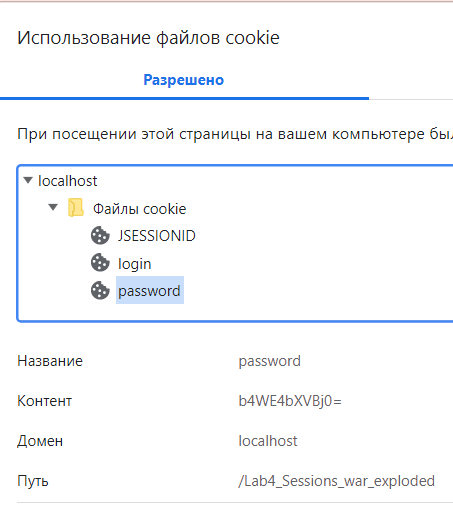 Использование файлов cookie
Разрешено
При посещении этой страницы на вашем компьютере
localhost
Файлы cookie
JSESSIONID
login
password
Название password
Контент b4WE4bXVBj0=
Домен localhost
Путь /Lab4_Sessions_war_exploded